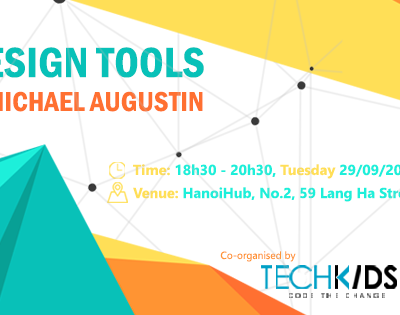 ESIGN TOOLS
MICHAEL AUGUSTIN
Time: 18h30 - 20h30, Tuesday 29/09/20
Venue: HanoiHub, No.2, 59 Lang Ha Stre
Co-organised by
TECHKIDS
CODE THE CHANGE